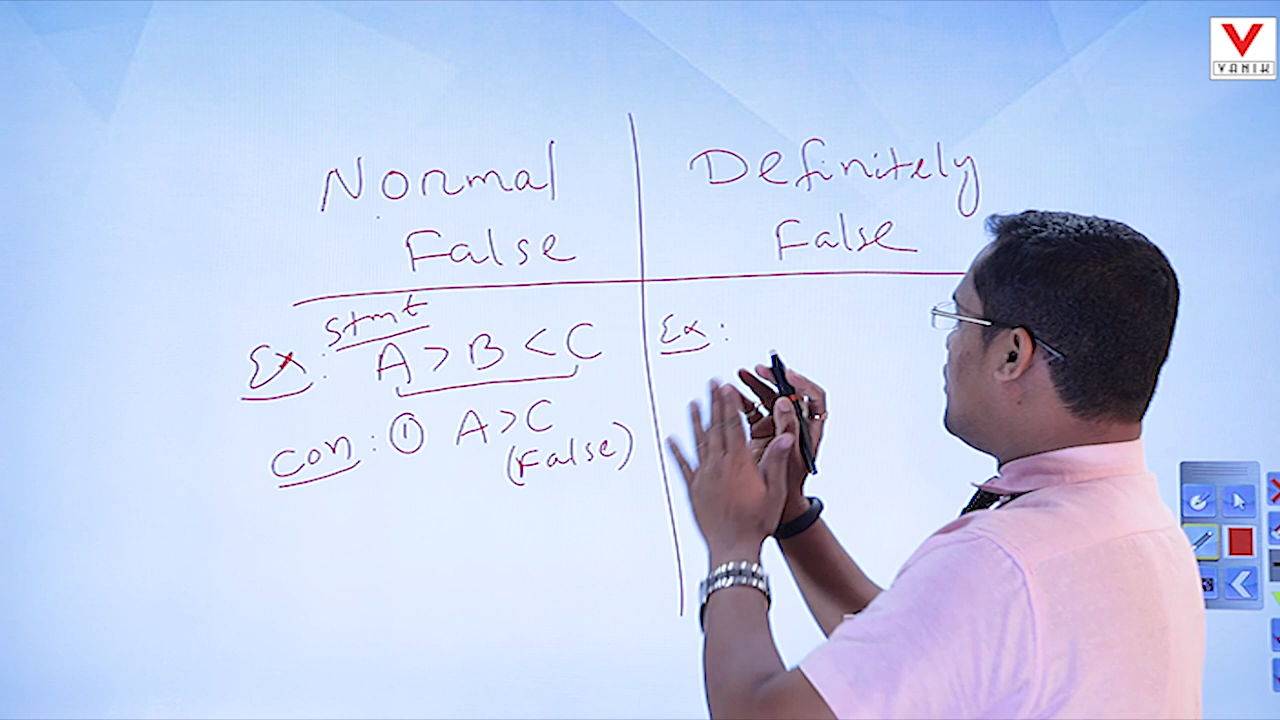 VANIK
Normal
False
Definitely
False
Ex: Stmt
A > B < C
con: ① A > C
(False)
Ex: